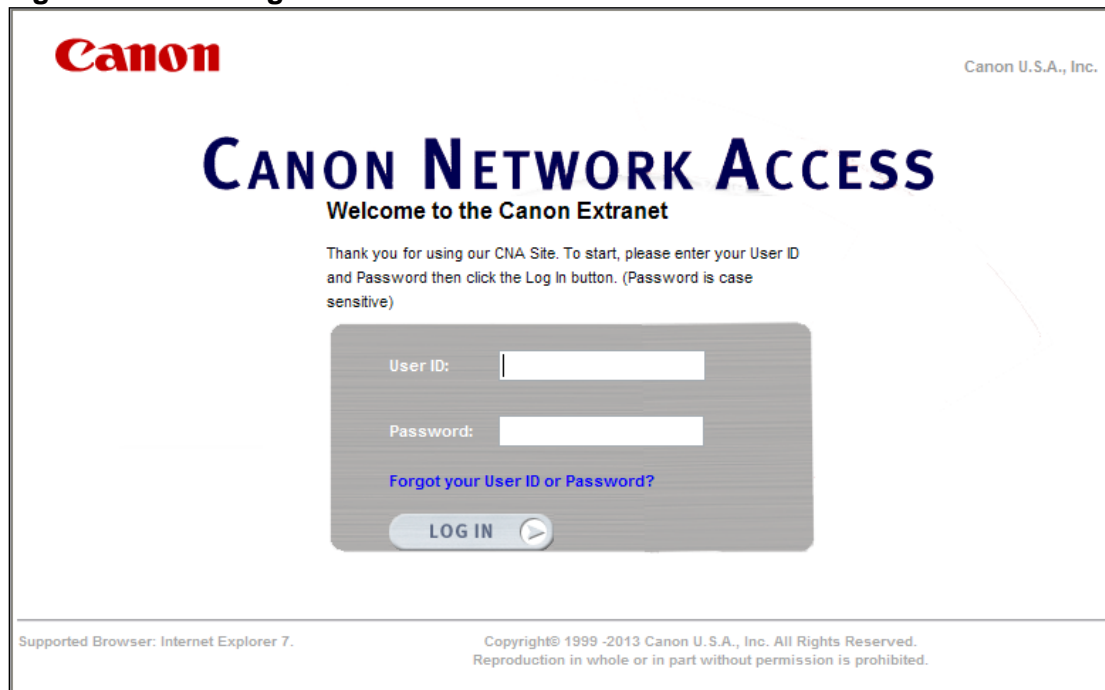 Canon
Canon U.S.A., Inc.
CANON NETWORK ACCESS
Welcome to the Canon Extranet
Thank you for using our CNA Site. To start, please enter your User ID
and Password then click the Log In button. (Password is case
sensitive)
User ID:
Password:
Forgot your User ID or Password?
LOG IN
Supported Browser: Internet Explorer 7.
Copyright© 1999 -2013 Canon U.S.A., Inc. All Rights Reserved.
Reproduction in whole or in part without permission is prohibited.